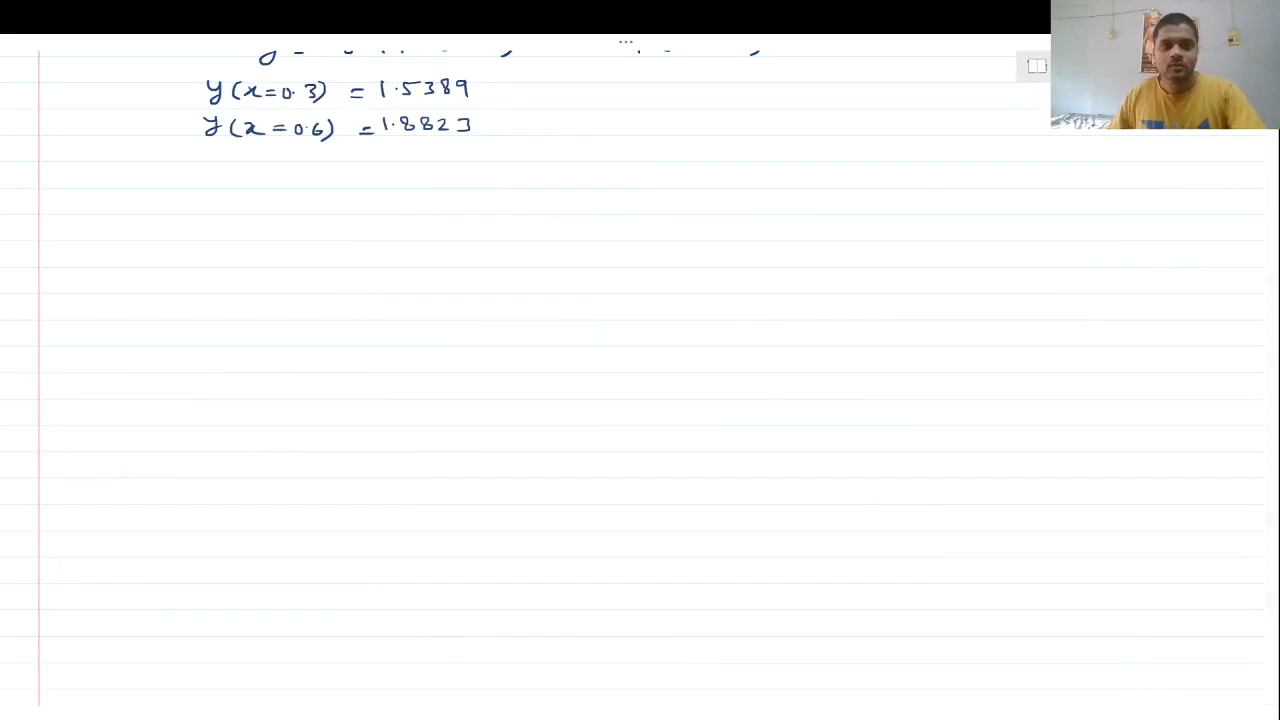 y(x=0.3) = 1.5389
y(x=0.6) = 1.8823